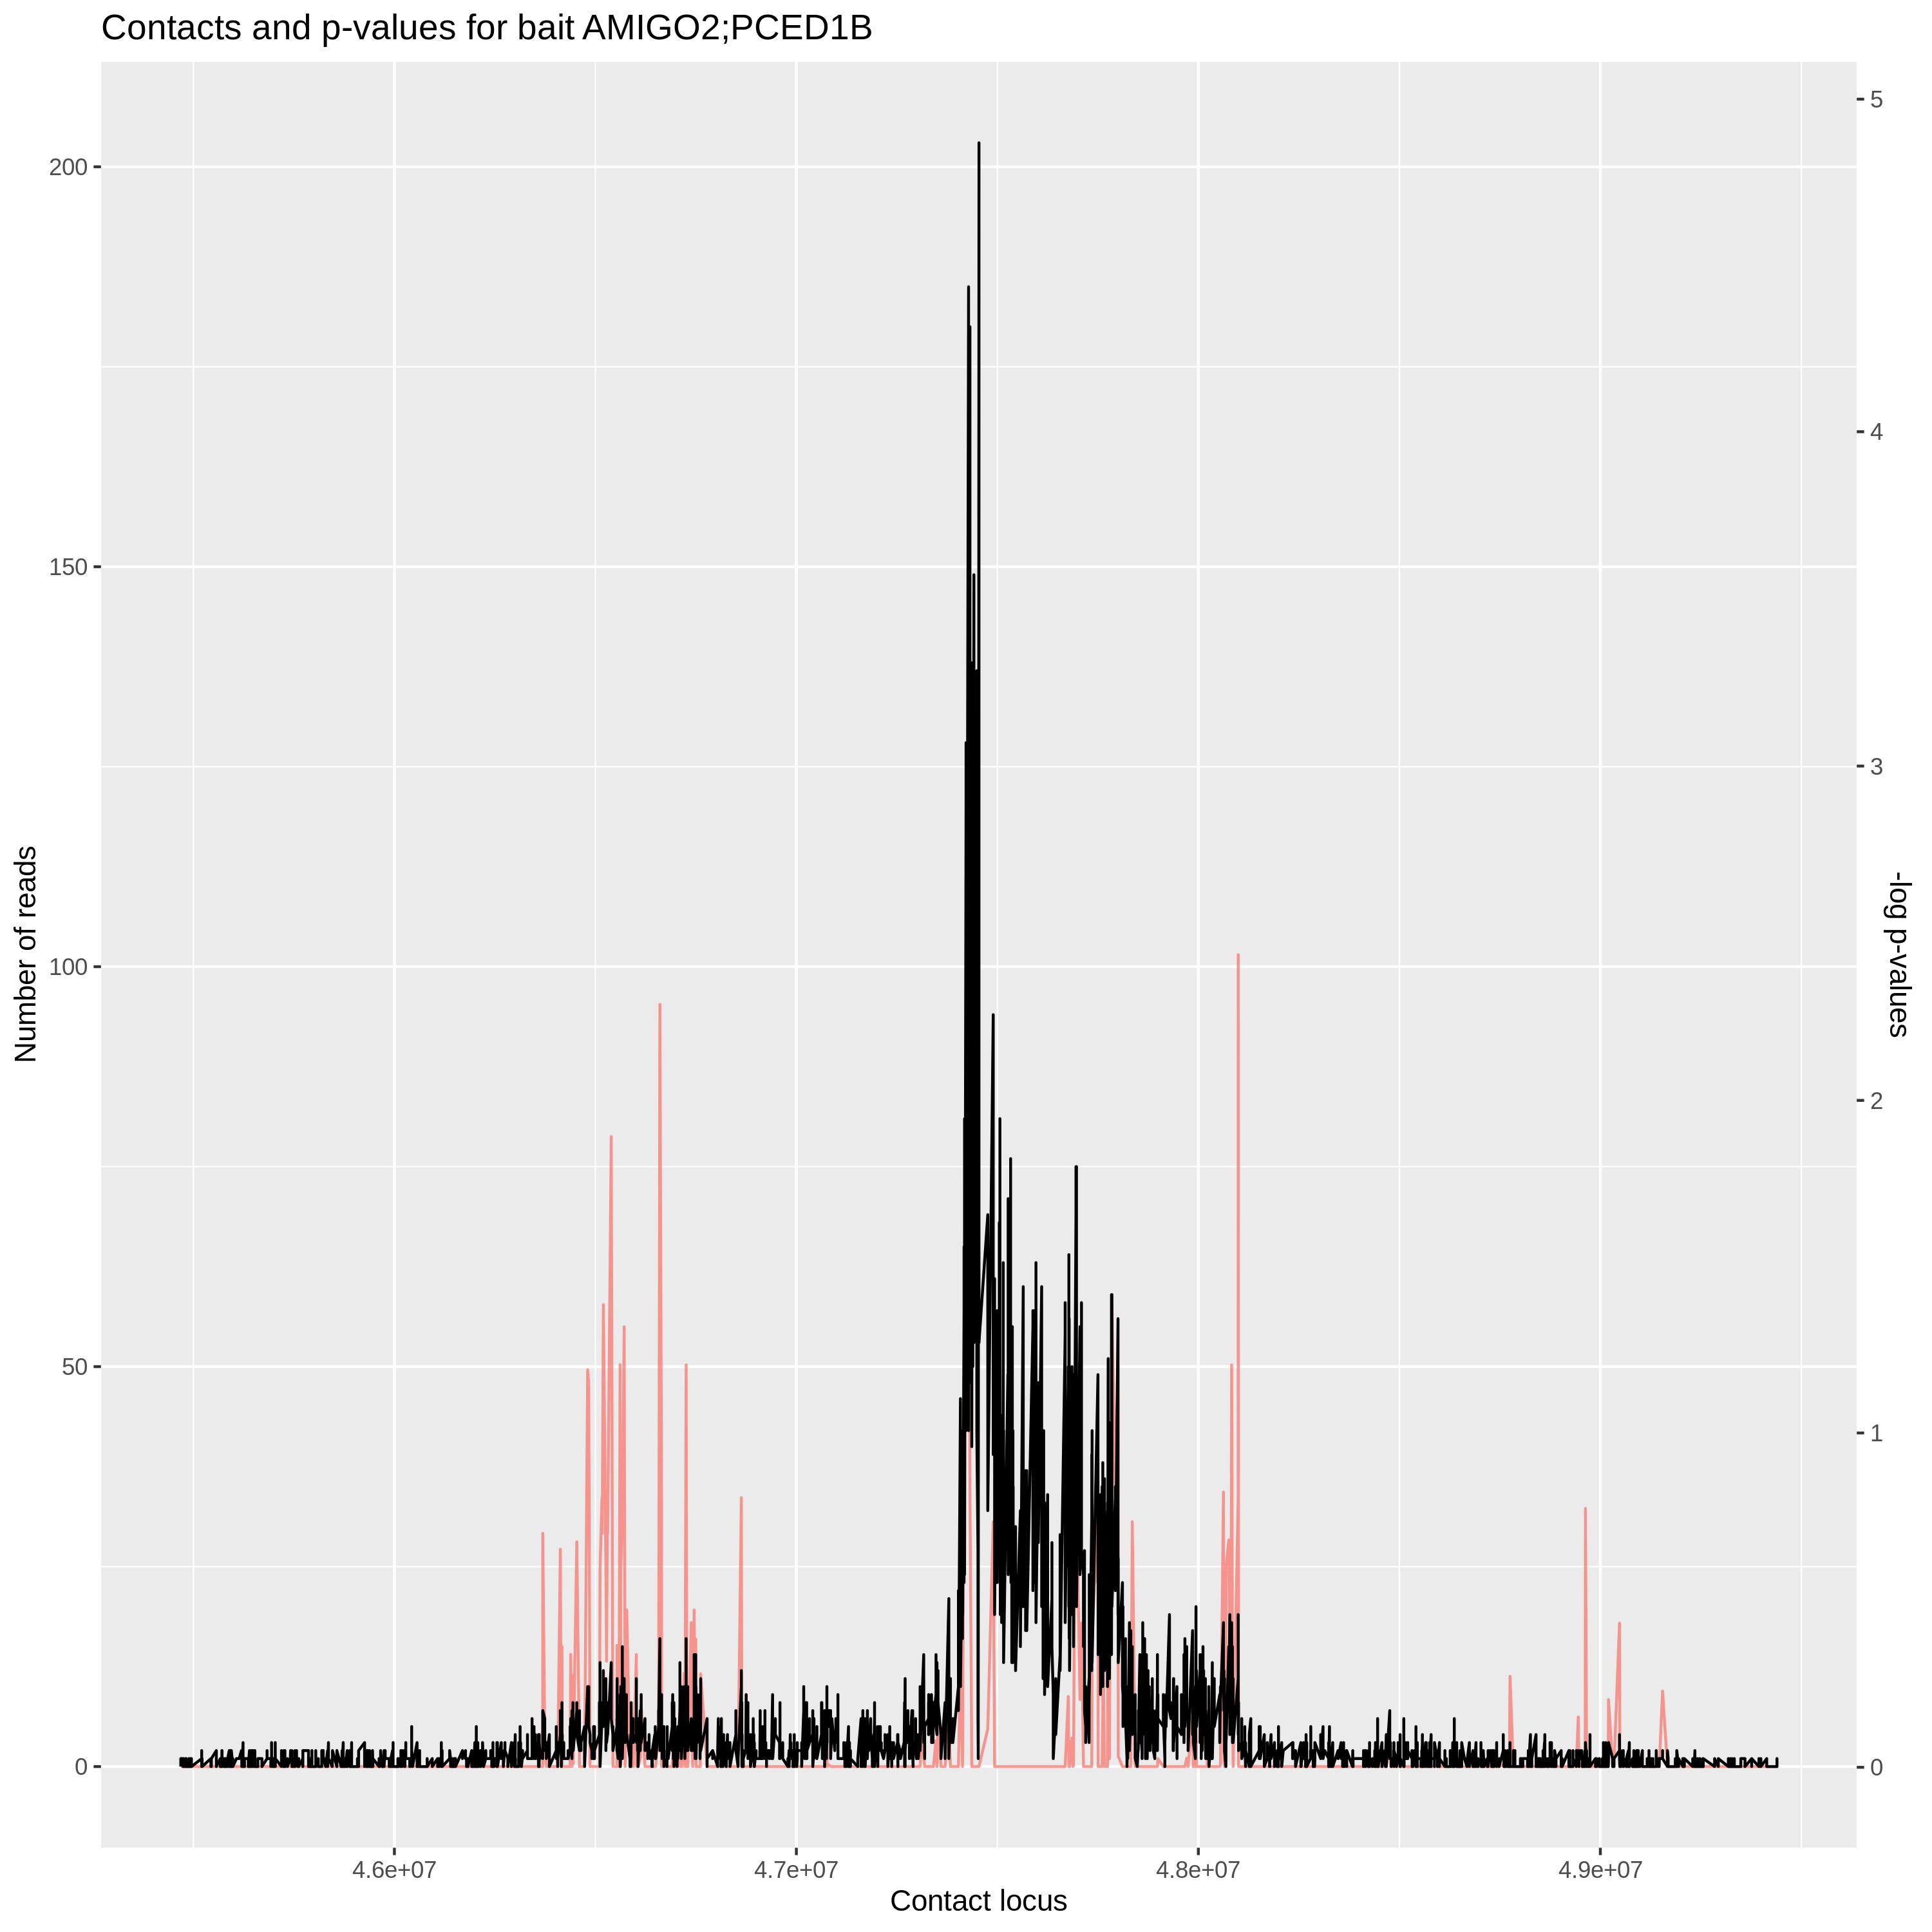 Contacts and p-values for bait AMIGO2;PCED1B
200
150
100
50
0
Number of reads
5
4
3
2
1
0
-log p-values
4.6e+07 4.7e+07 4.8e+07 4.9e+07
Contact locus